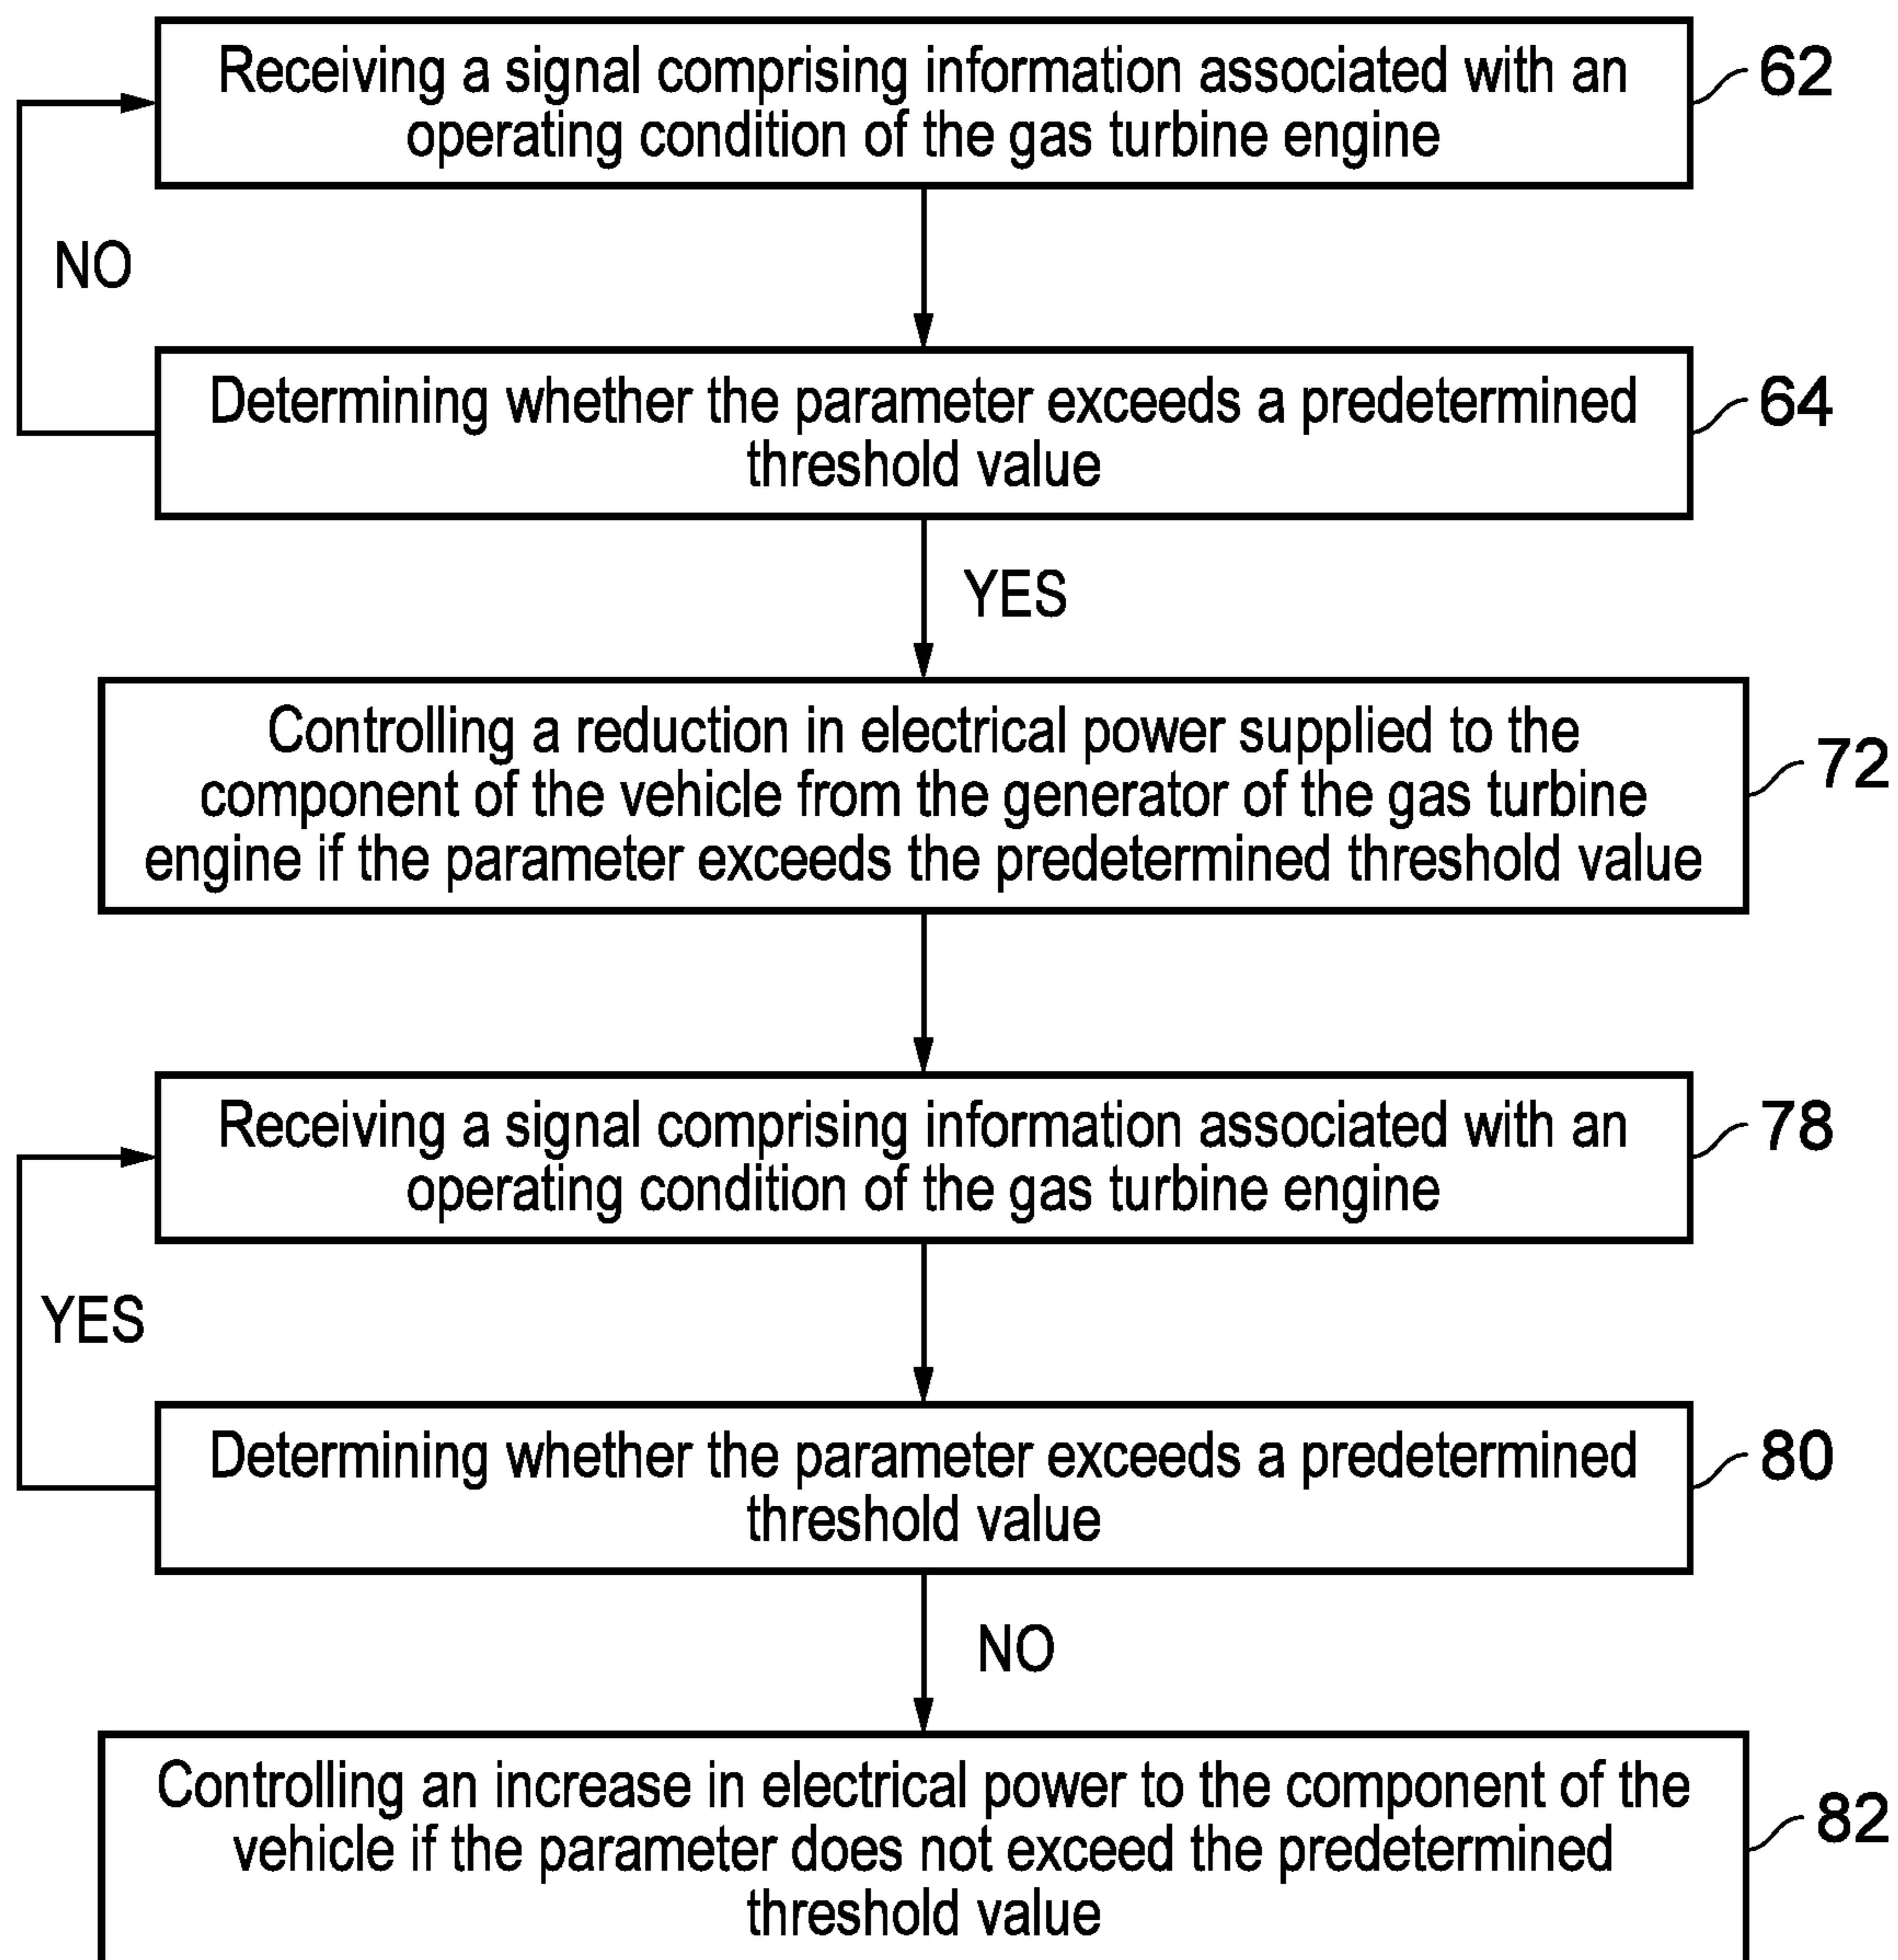 Receiving a signal comprising information associated with an
operating condition of the gas turbine engine
62
NO
Determining whether the parameter exceeds a predetermined
threshold value
64
YES
Controlling a reduction in electrical power supplied to the
component of the vehicle from the generator of the gas turbine
engine if the parameter exceeds the predetermined threshold value
72
Receiving a signal comprising information associated with an
operating condition of the gas turbine engine
78
YES
Determining whether the parameter exceeds a predetermined
threshold value
80
NO
Controlling an increase in electrical power to the component of the
vehicle if the parameter does not exceed the predetermined
threshold value
82